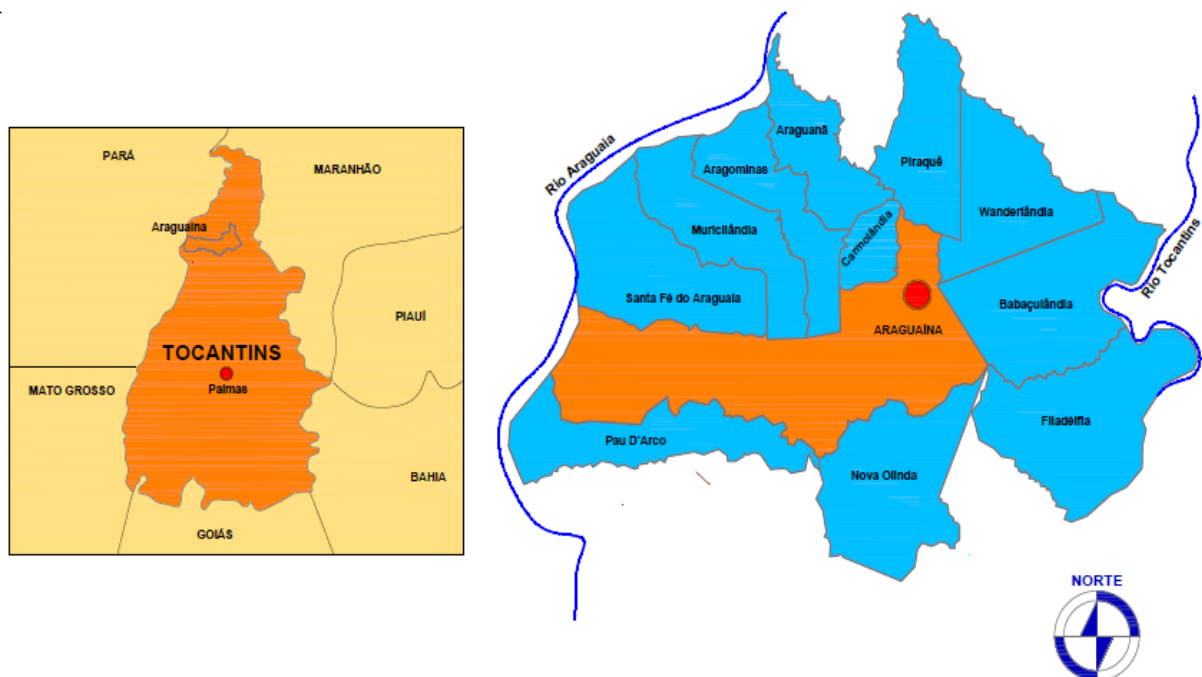 PARÁ
MARANHÃO
Araguaína
PIAUÍ
TOCANTINS
Palmas
MATO GROSSO
BAHIA
GOIÁS
Rio Araguaia
Araguanã
Aragominas
Piraquê
Wanderlândia
Muricilândia
Carmolândia
Rio Tocantins
Santa Fé do Araguaia
Babaçulândia
ARAGUAÍNA
Filadélfia
Pau D'Arco
Nova Olinda
NORTE